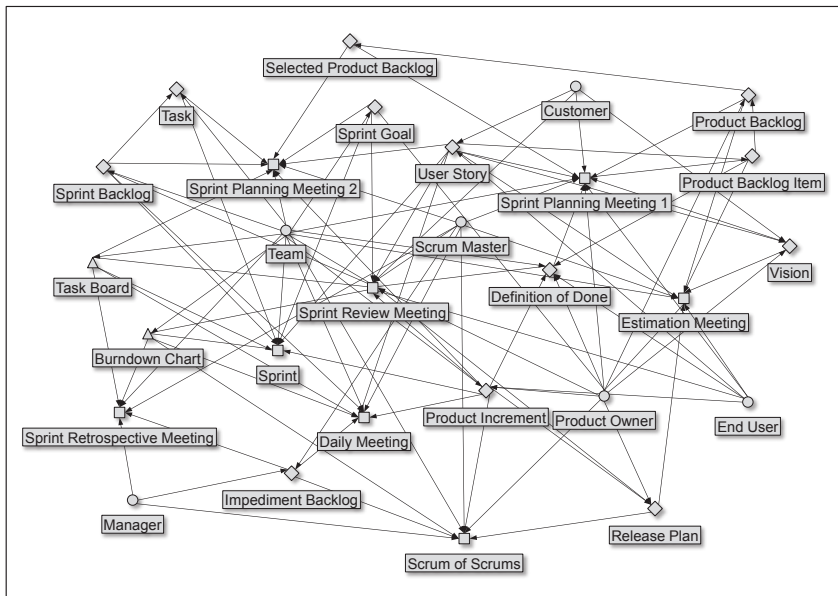 Selected Product Backlog
Task
Sprint Goal
Customer
Product Backlog
Sprint Backlog
Sprint Planning Meeting 2
User Story
Sprint Planning Meeting 1
Product Backlog Item
Team
Scrum Master
Task Board
Sprint Review Meeting
Definition of Done
Vision
Estimation Meeting
Burndown Chart
Sprint
Sprint Retrospective Meeting
Daily Meeting
Product Increment
Product Owner
End User
Impediment Backlog
Manager
Release Plan
Scrum of Scrums